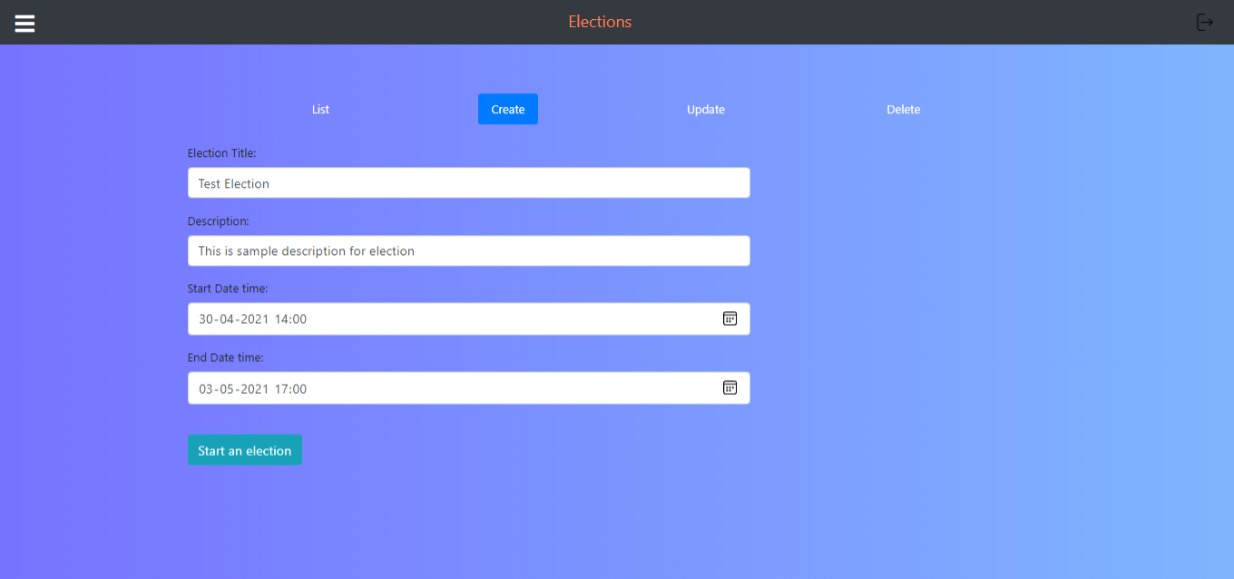 Elections
List
Create
Update
Delete
Election Title:
Test Election
Description:
This is sample description for election
Start Date time:
30-04-2021 14:00
End Date time:
03-05-2021 17:00
Start an election